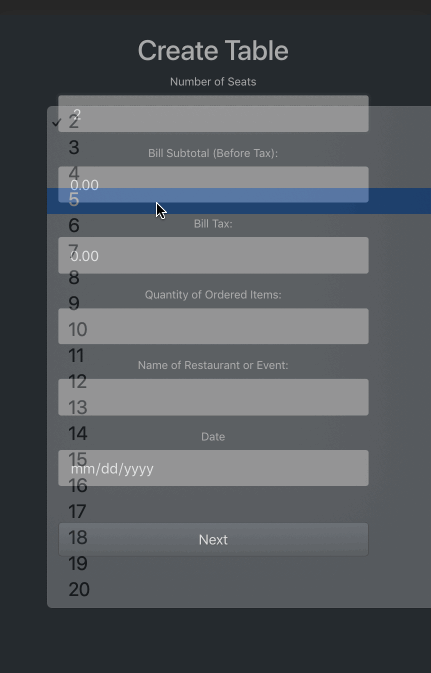 Create Table
Number of Seats
2
✓ 2
3
Bill Subtotal (Before Tax):
4
0.00
5
6
Bill Tax:
7
0.00
8
Quantity of Ordered Items:
9
10
11
Name of Restaurant or Event:
12
13
14
Date
15
mm/dd/yyyy
16
17
18
Next
19
20